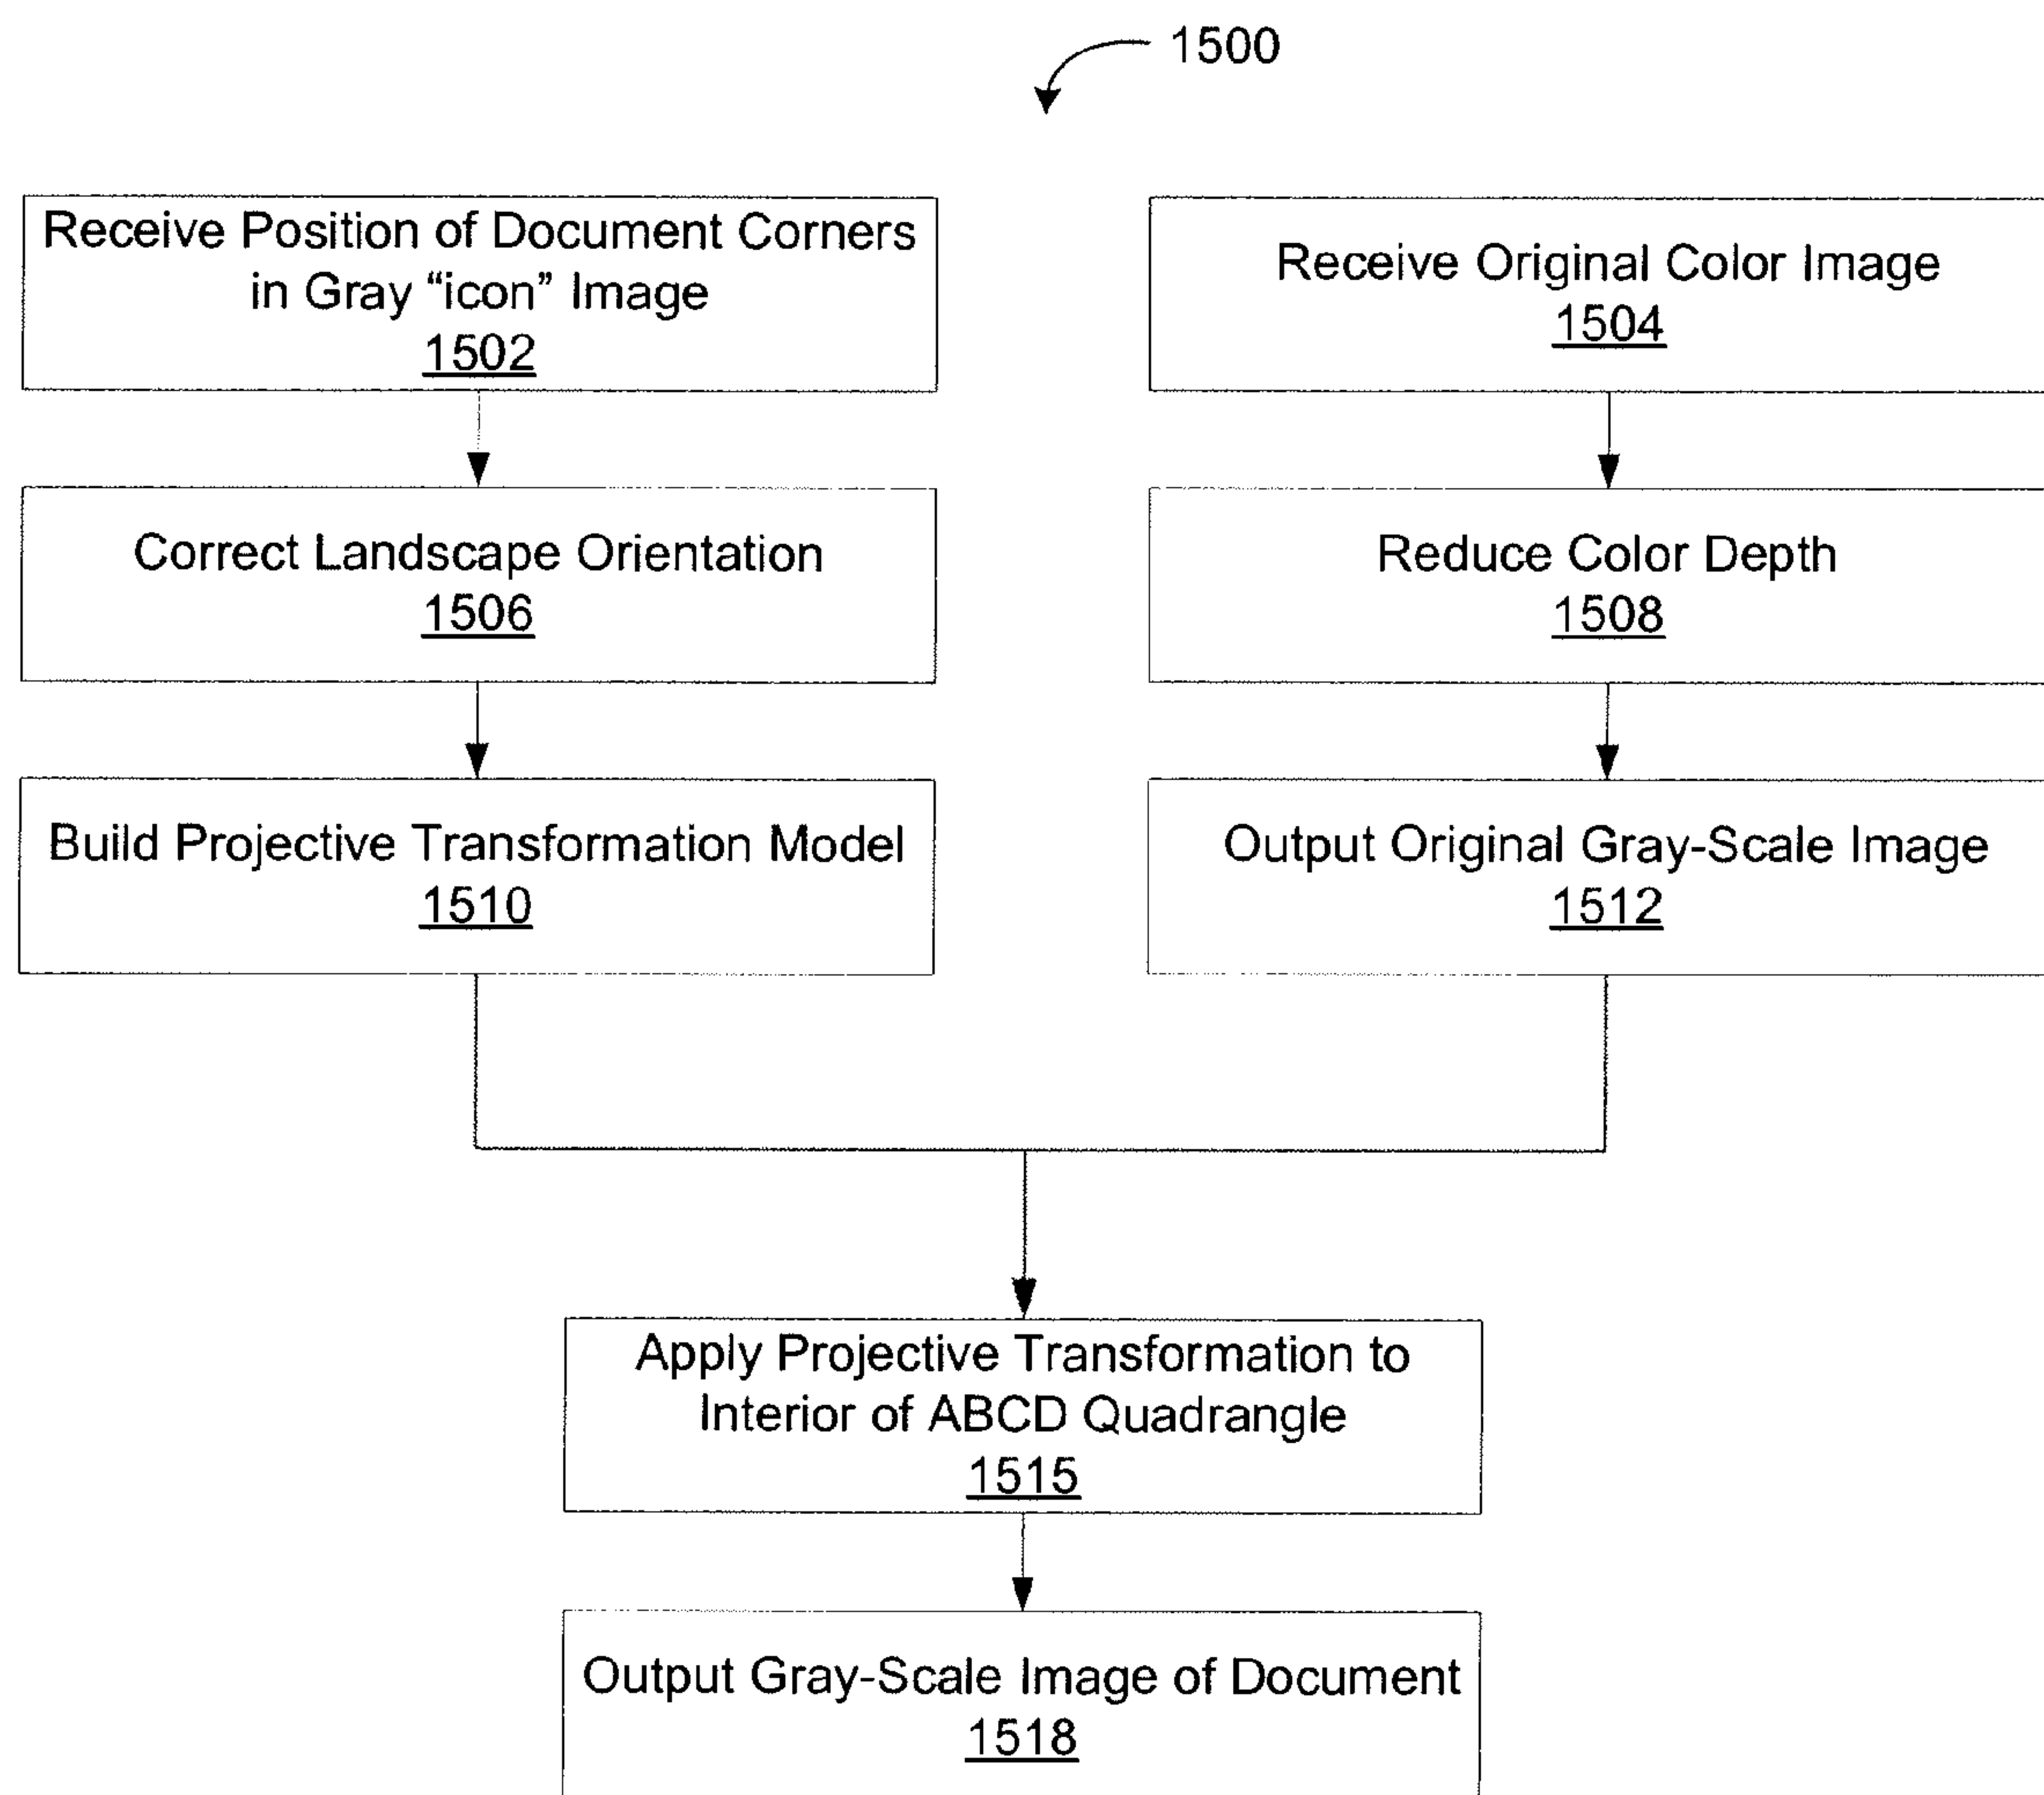 1500
Receive Position of Document Corners
in Gray “icon” Image
1502
Receive Original Color Image
1504
Correct Landscape Orientation
1506
Reduce Color Depth
1508
Build Projective Transformation Model
1510
Output Original Gray-Scale Image
1512
Apply Projective Transformation to
Interior of ABCD Quadrangle
1515
Output Gray-Scale Image of Document
1518